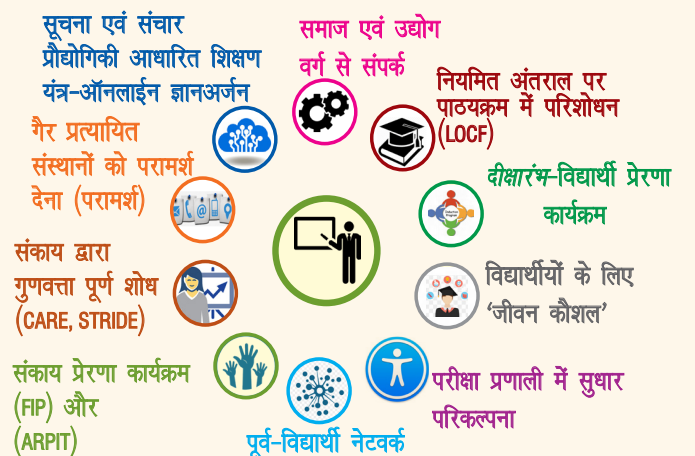 सूचना एवं संचार
प्रौद्योगिकी आधारित शिक्षण
यंत्र-ऑनलाईन ज्ञानअर्जन
समाज एवं उद्योग
वर्ग से संपर्क
नियमित अंतराल पर
पाठयक्रम में परिशोधन
(LOCF)
दीक्षारंभ-विद्यार्थी प्रेरणा
कार्यक्रम
विद्यार्थीयों के लिए
‘जीवन कौशल’
परीक्षा प्रणाली में सुधार
परिकल्पना
पूर्व-विद्यार्थी नेटवर्क
संकाय प्रेरणा कार्यक्रम
(FIP) और
(ARPIT)
संकाय द्वारा
गुणवत्ता पूर्ण शोध
(CARE, STRIDE)
गैर प्रत्यायित
संस्थानों को परामर्श
देना (परामर्श)